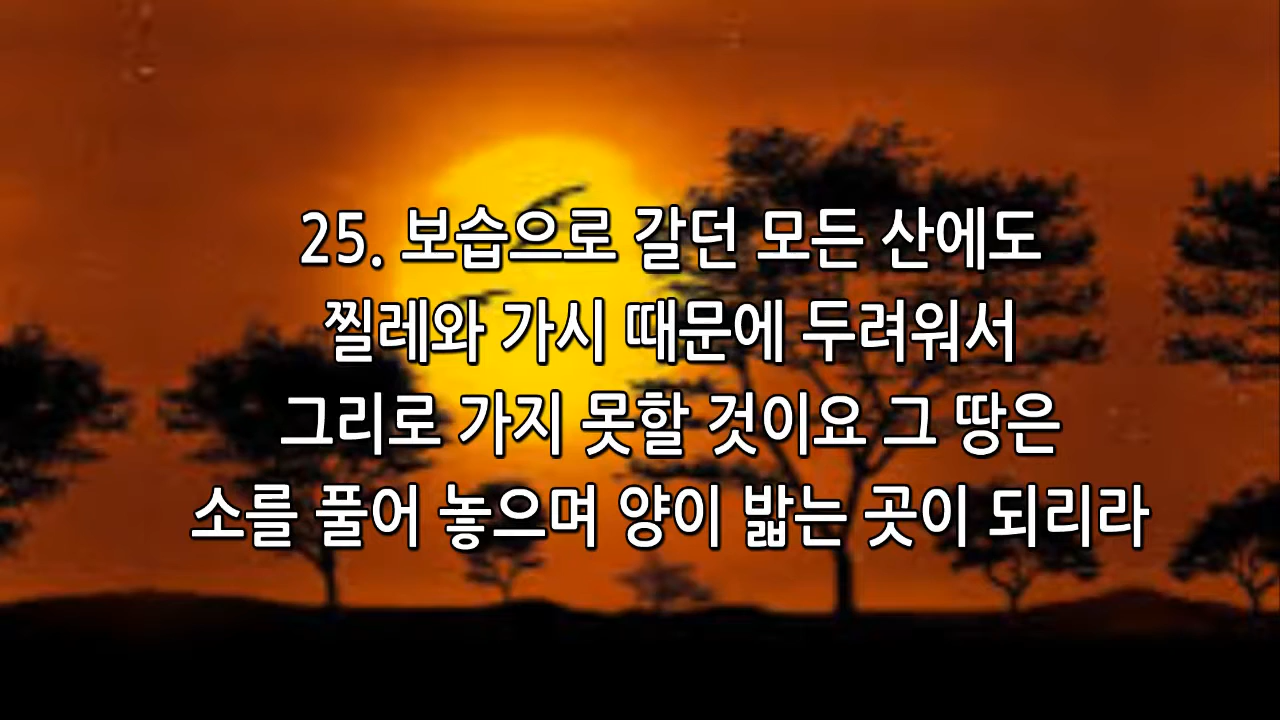 25. 보습으로 갈던 모든 산에도
찔레와 가시 때문에 두려워서
그리로 가지 못할 것이요 그 땅은
소를 풀어 놓으며 양이 밟는 곳이 되리라